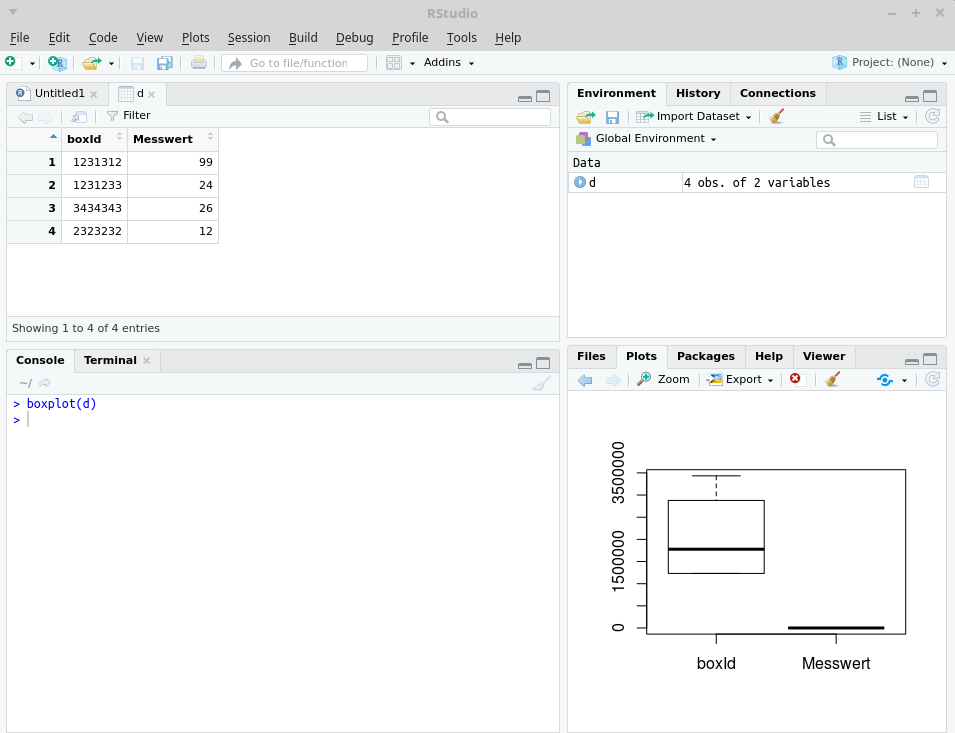 RStudio
File Edit Code View Plots Session Build Debug Profile Tools Help
Go to file/function Addins Project: (None)
Untitled1 d
Filter
boxId Messwert
1 1231312 99
2 1231233 24
3 3434343 26
4 2323232 12
Showing 1 to 4 of 4 entries
Console Terminal
~/
> boxplot(d)
>
Environment History Connections
Import Dataset List
Global Environment
Data
d 4 obs. of 2 variables
Files Plots Packages Help Viewer
Zoom Export
3500000
1500000
0
boxId Messwert